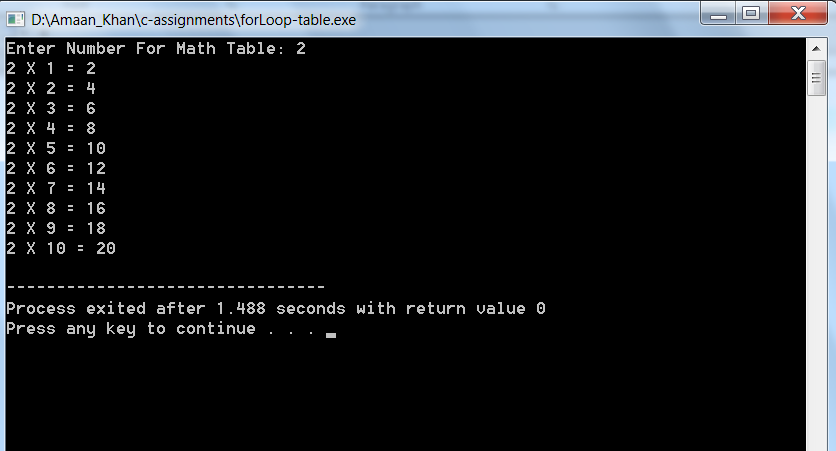 D:\Amaan_Khan\c-assignments\forLoop-table.exe
Enter Number For Math Table: 2
2 X 1 = 2
2 X 2 = 4
2 X 3 = 6
2 X 4 = 8
2 X 5 = 10
2 X 6 = 12
2 X 7 = 14
2 X 8 = 16
2 X 9 = 18
2 X 10 = 20
--------------------------------
Process exited after 1.488 seconds with return value 0
Press any key to continue . . .